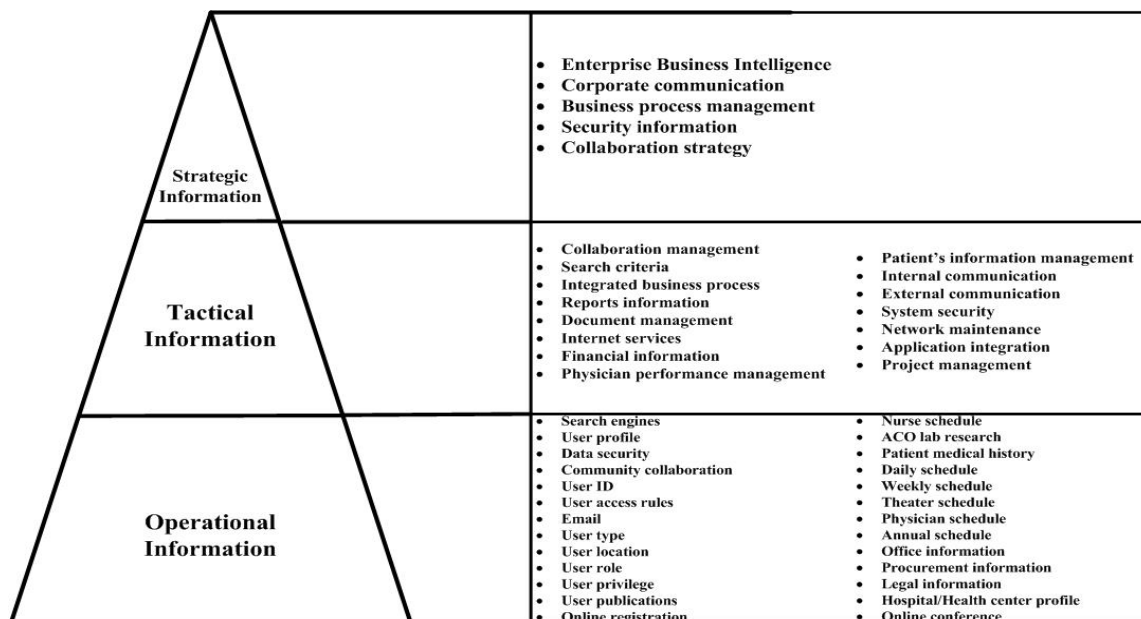 Strategic
Information
• Enterprise Business Intelligence
• Corporate communication
• Business process management
• Security information
• Collaboration strategy
Tactical
Information
• Collaboration management
• Search criteria
• Integrated business process
• Reports information
• Document management
• Internet services
• Financial information
• Physician performance management
• Patient's information management
• Internal communication
• External communication
• System security
• Network maintenance
• Application integration
• Project management
Operational
Information
• Search engines
• User profile
• Data security
• Community collaboration
• User ID
• User access rules
• Email
• User type
• User location
• User role
• User privilege
• User publications
• Online registration
• Nurse schedule
• ACO lab research
• Patient medical history
• Daily schedule
• Weekly schedule
• Theater schedule
• Physician schedule
• Annual schedule
• Office information
• Procurement information
• Legal information
• Hospital/Health center profile
• Online conference